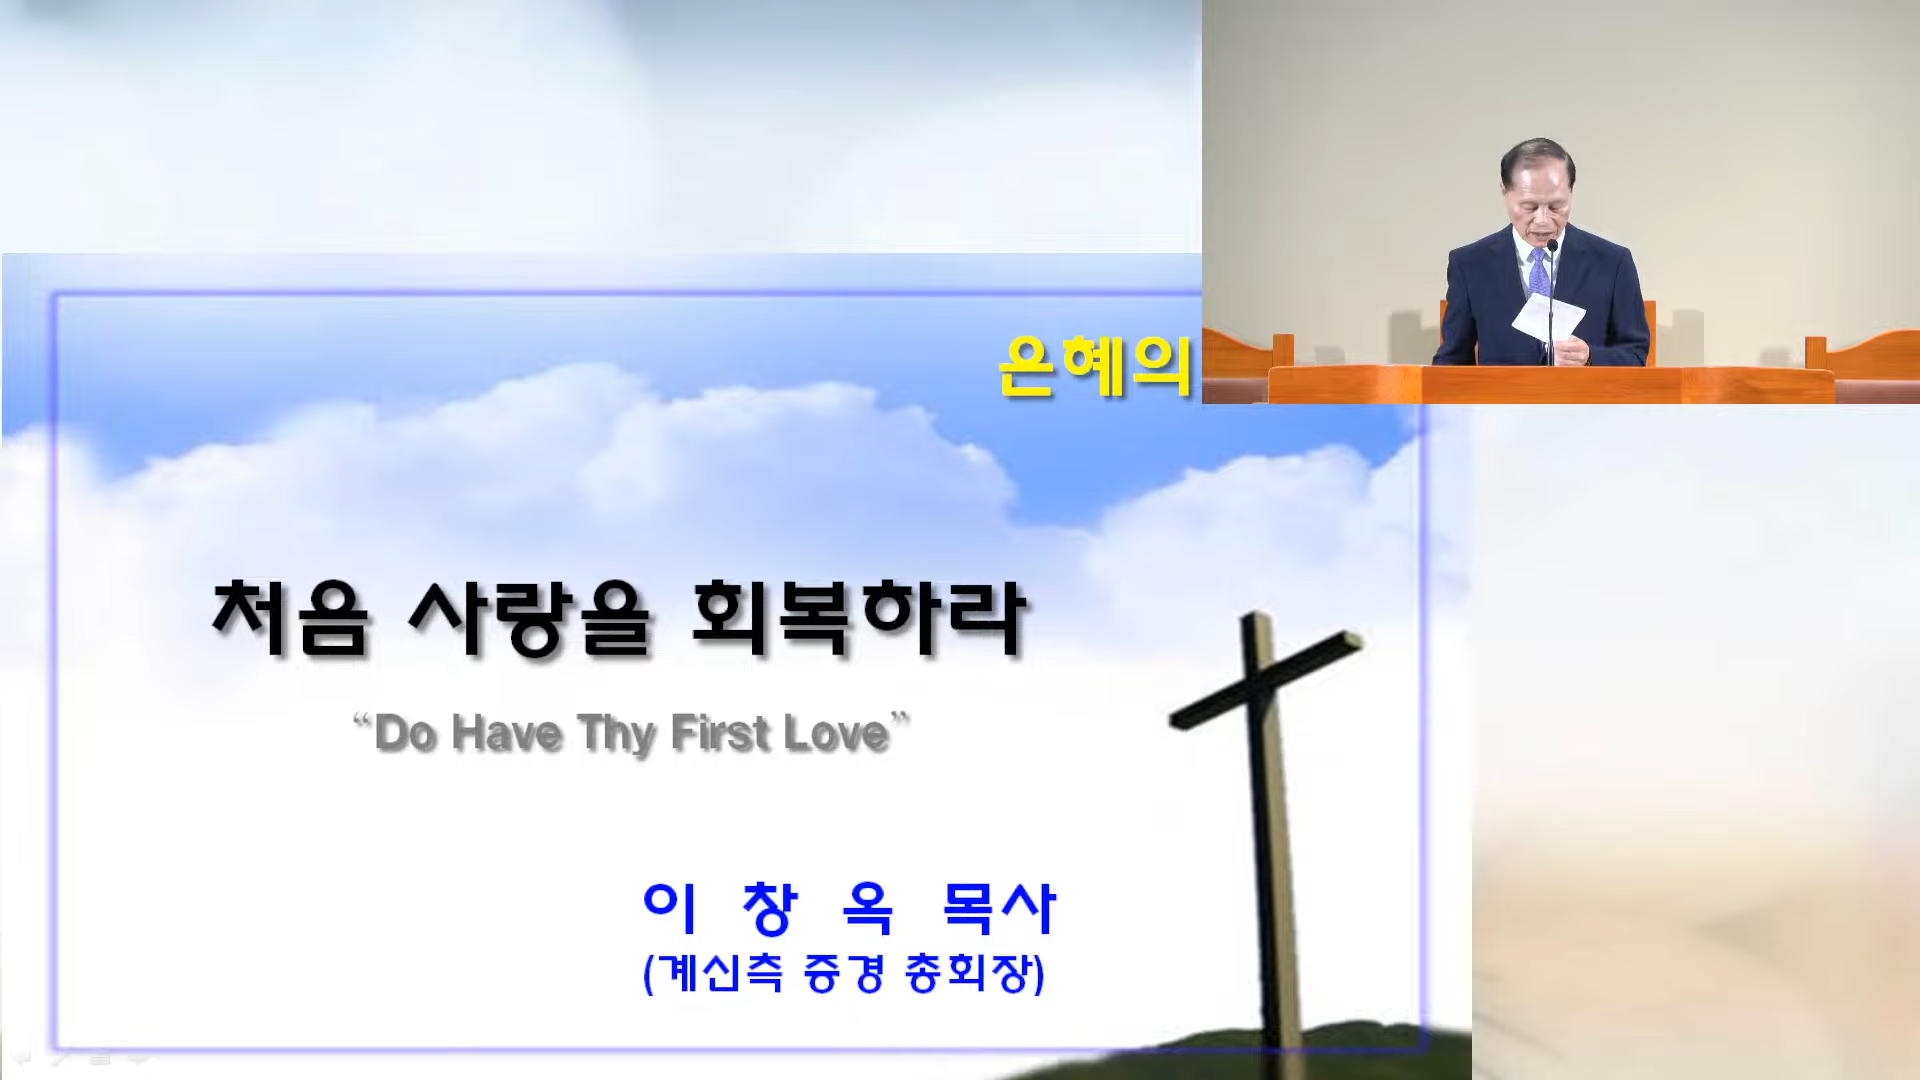 은혜의
처음 사랑을 회복하라
“Do Have Thy First Love”
이 창 옥 목사
(계신측 증경 총회장)